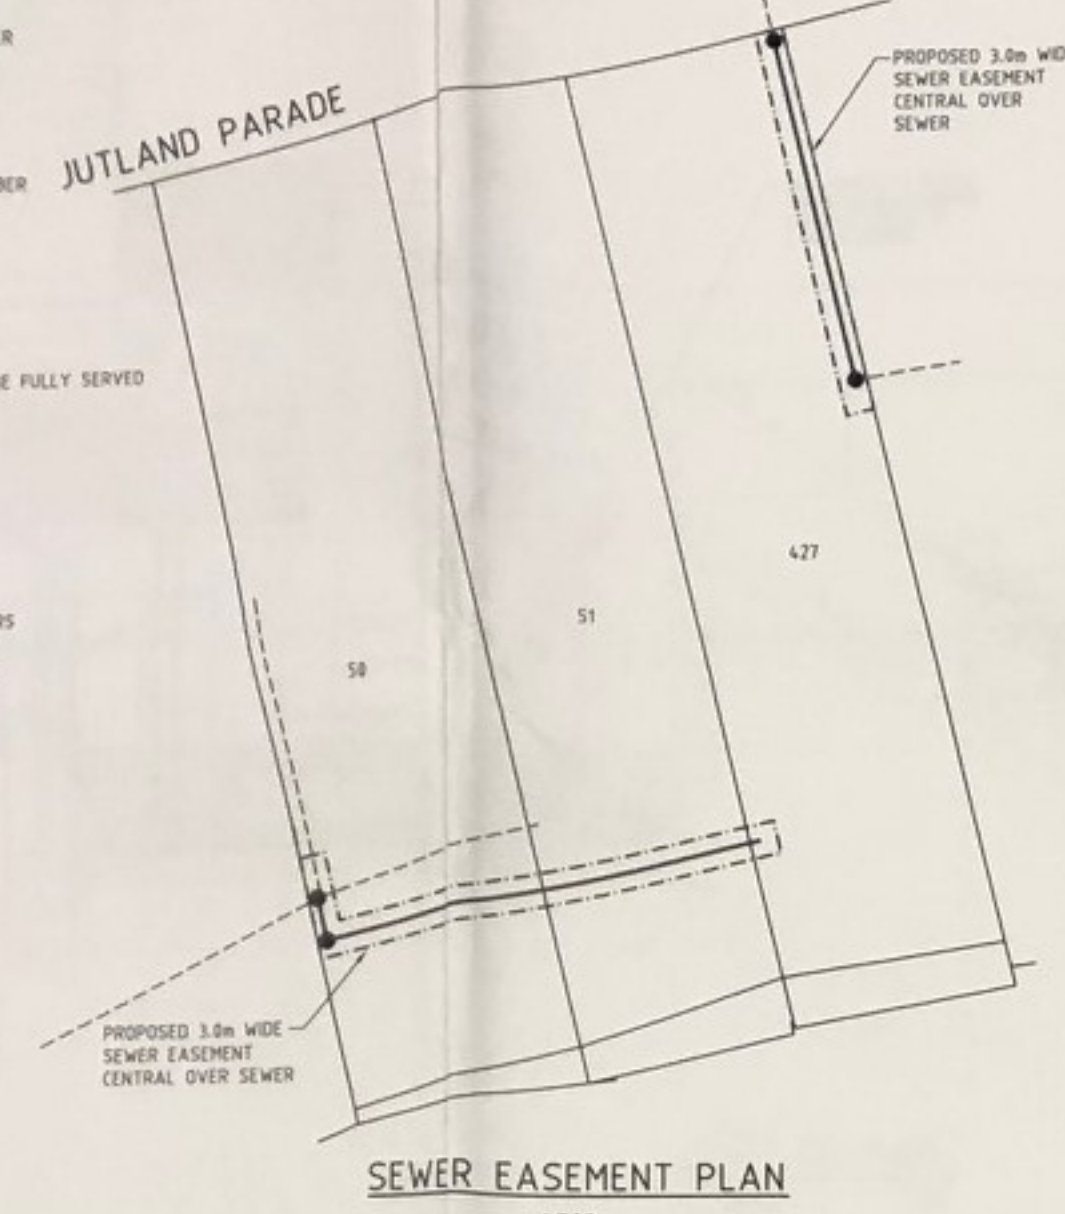 JUTLAND PARADE
PROPOSED 3.0m WID
SEWER EASEMENT
CENTRAL OVER
SEWER
E FULLY SERVED
427
51
50
PROPOSED 3.0m WIDE
SEWER EASEMENT
CENTRAL OVER SEWER
SEWER EASEMENT PLAN